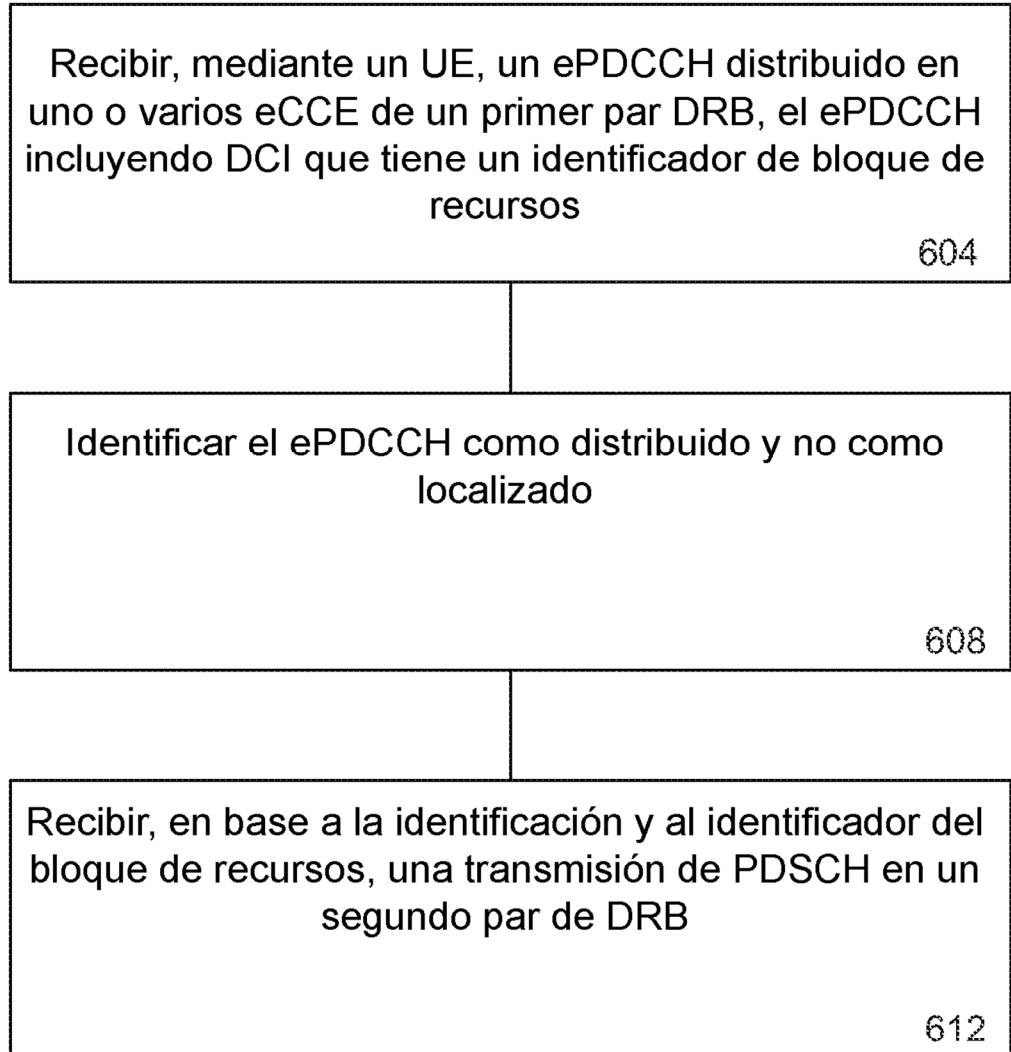 Recibir, mediante un UE, un ePDCCH distribuido en
uno o varios eCCE de un primer par DRB, el ePDCCH
incluyendo DCI que tiene un identificador de bloque de
recursos
604
Identificar el ePDCCH como distribuido y no como
localizado
608
Recibir, en base a la identificación y al identificador del
bloque de recursos, una transmisión de PDSCH en un
segundo par de DRB
612